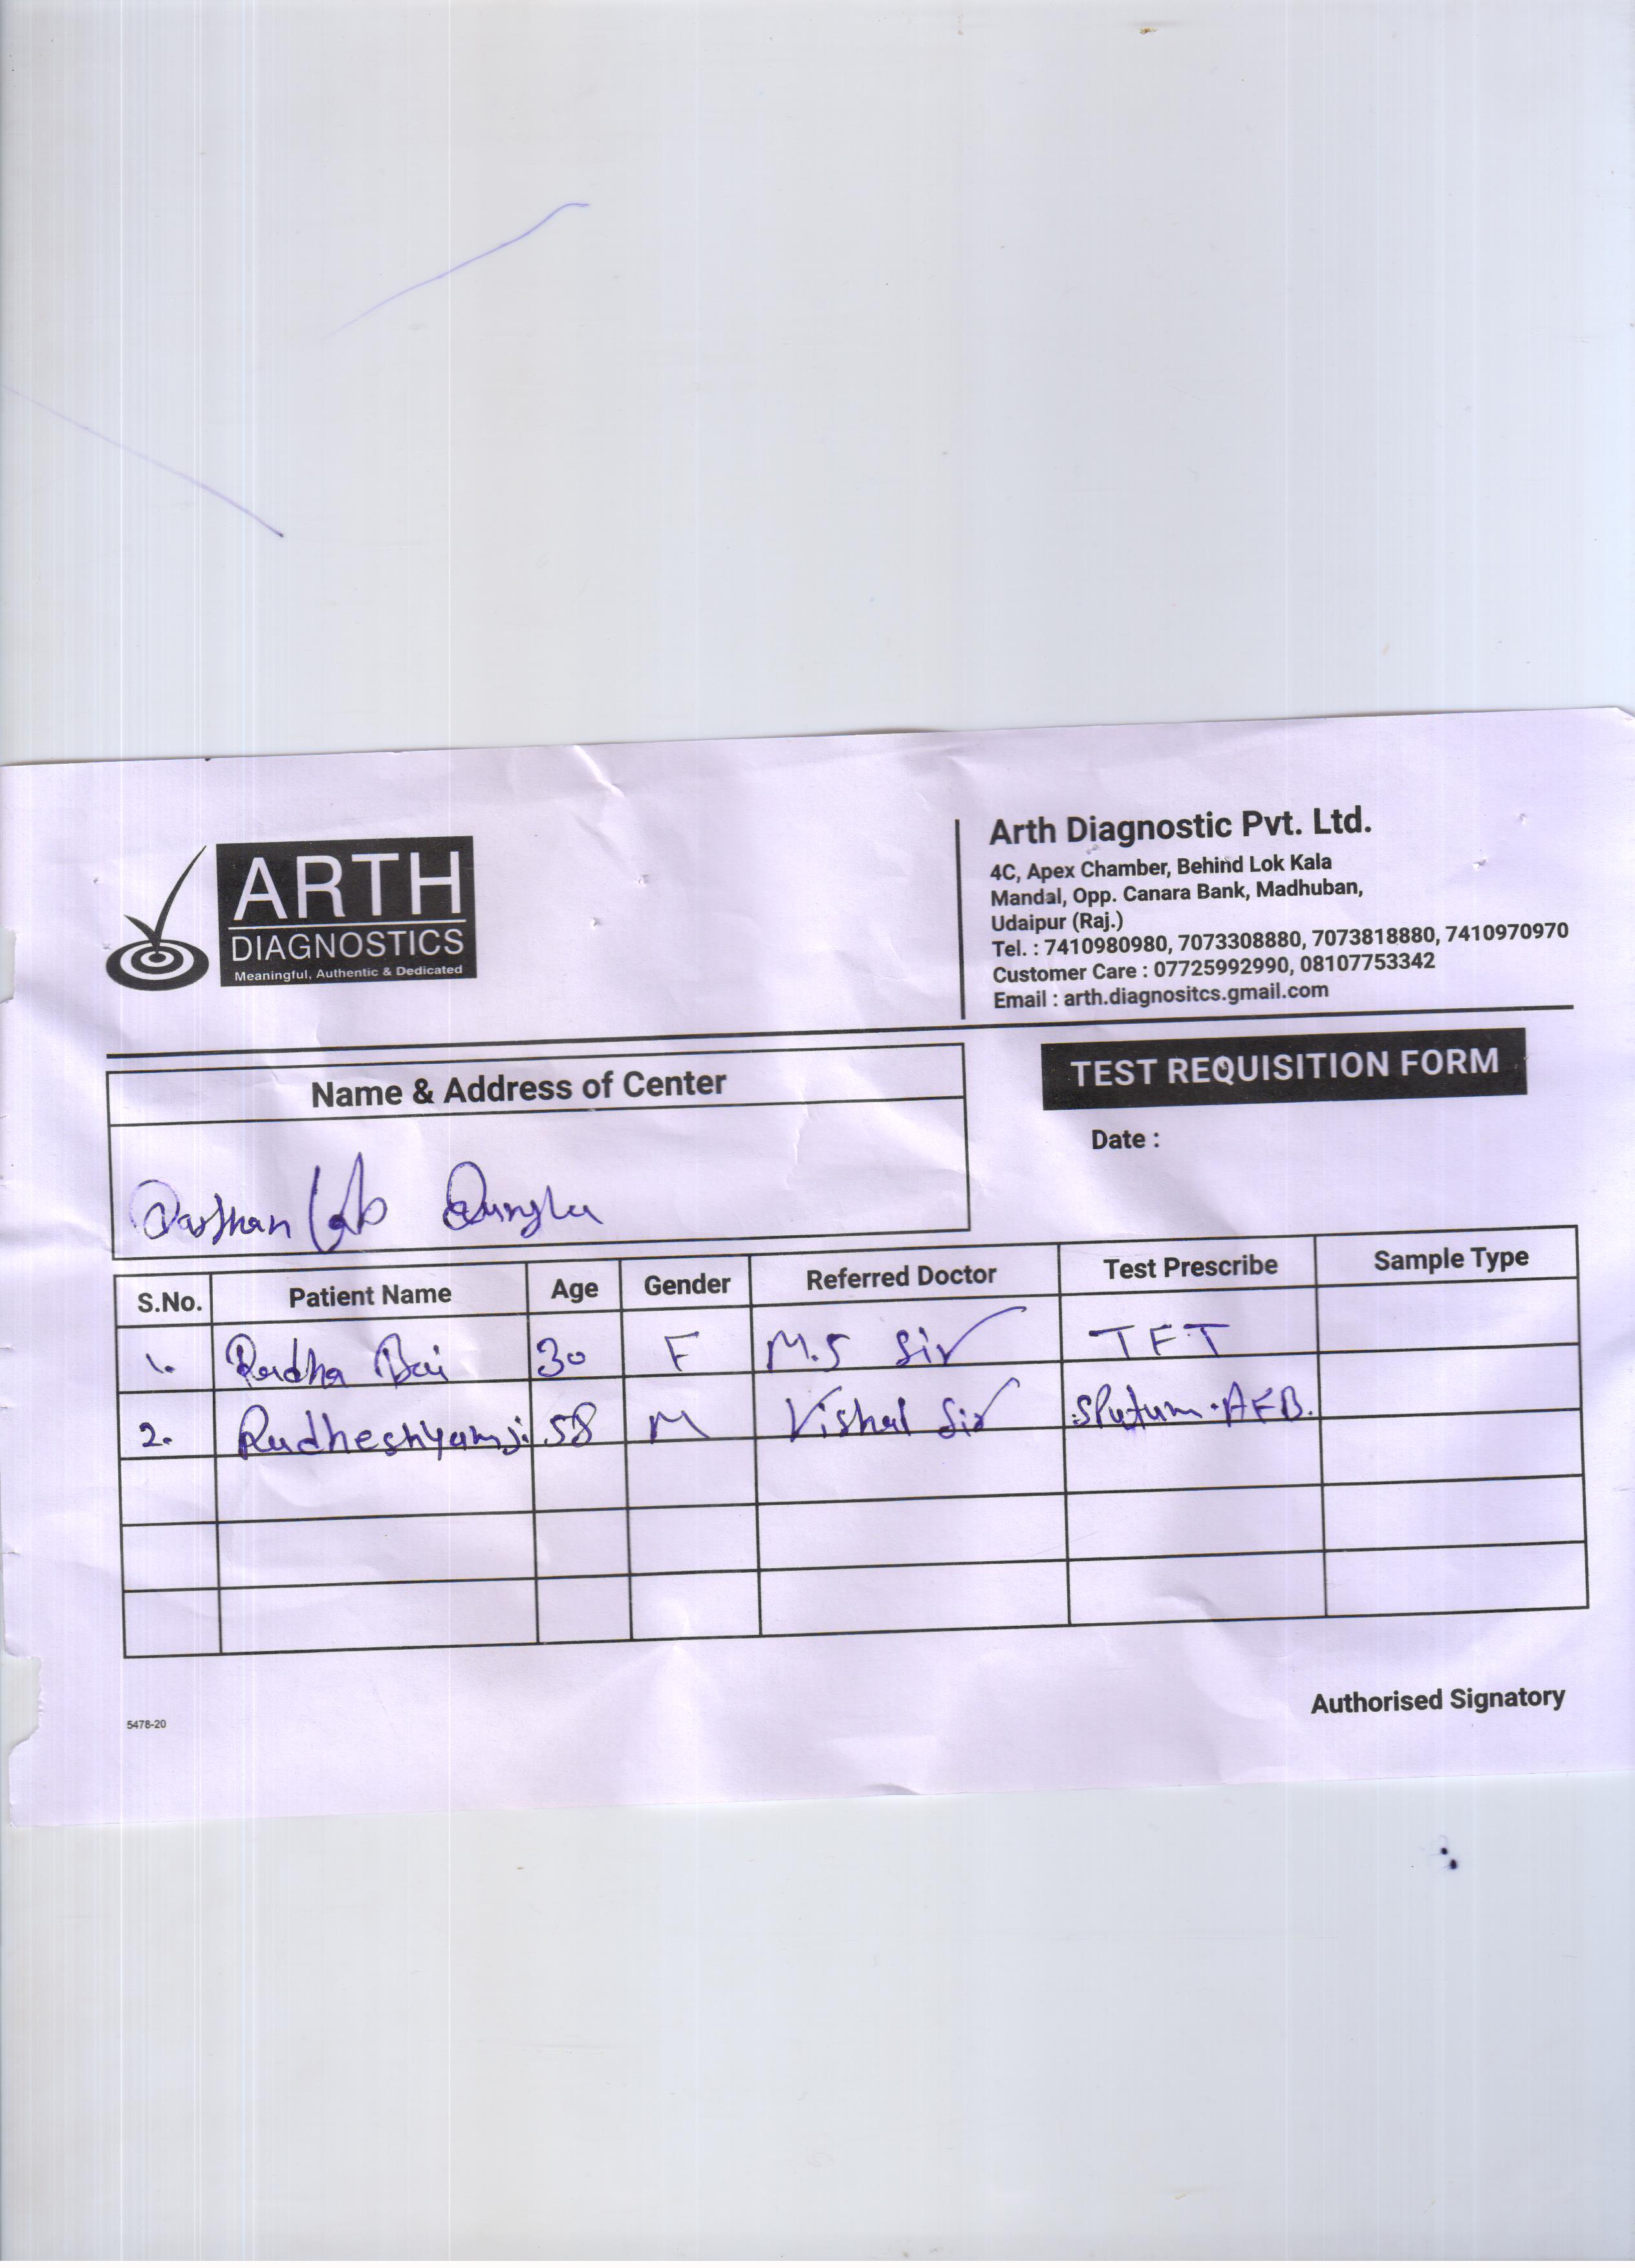 ARTH
DIAGNOSTICS
Meaningful, Authentic & Dedicated
Arth Diagnostic Pvt. Ltd.
4C, Apex Chamber, Behind Lok Kala
Mandal, Opp. Canara Bank, Madhuban,
Udaipur (Raj.)
Tel. : 7410980980, 7073308880, 7073818880, 7410970970
Customer Care : 07725992990, 08107753342
Email : arth.diagnositcs.gmail.com
Name & Address of Center
TEST REQUISITION FORM
Date :
Darshan Lab Dungla
S.No. Patient Name Age Gender Referred Doctor Test Prescribe Sample Type
1. Radha Bai 30 F M.S Sir TFT
2. Radheshyamji 58 M Vishal Sir Sputum-AFB.
Authorised Signatory
5478-20